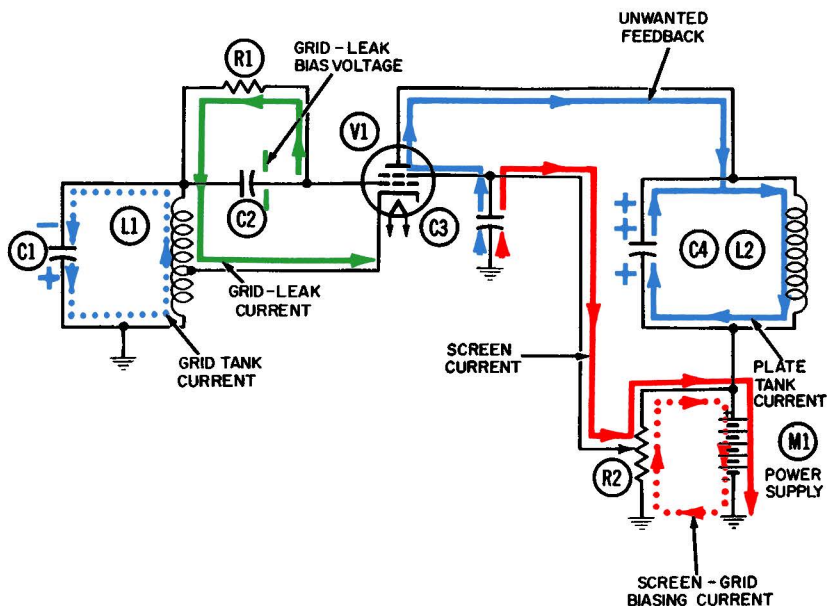 UNWANTED
FEEDBACK
GRID-LEAK
BIAS VOLTAGE
R1
V1
C2
C3
C1
L1
C4
L2
GRID-LEAK
CURRENT
GRID TANK
CURRENT
SCREEN
CURRENT
PLATE
TANK
CURRENT
R2
M1
POWER
SUPPLY
SCREEN-GRID
BIASING CURRENT